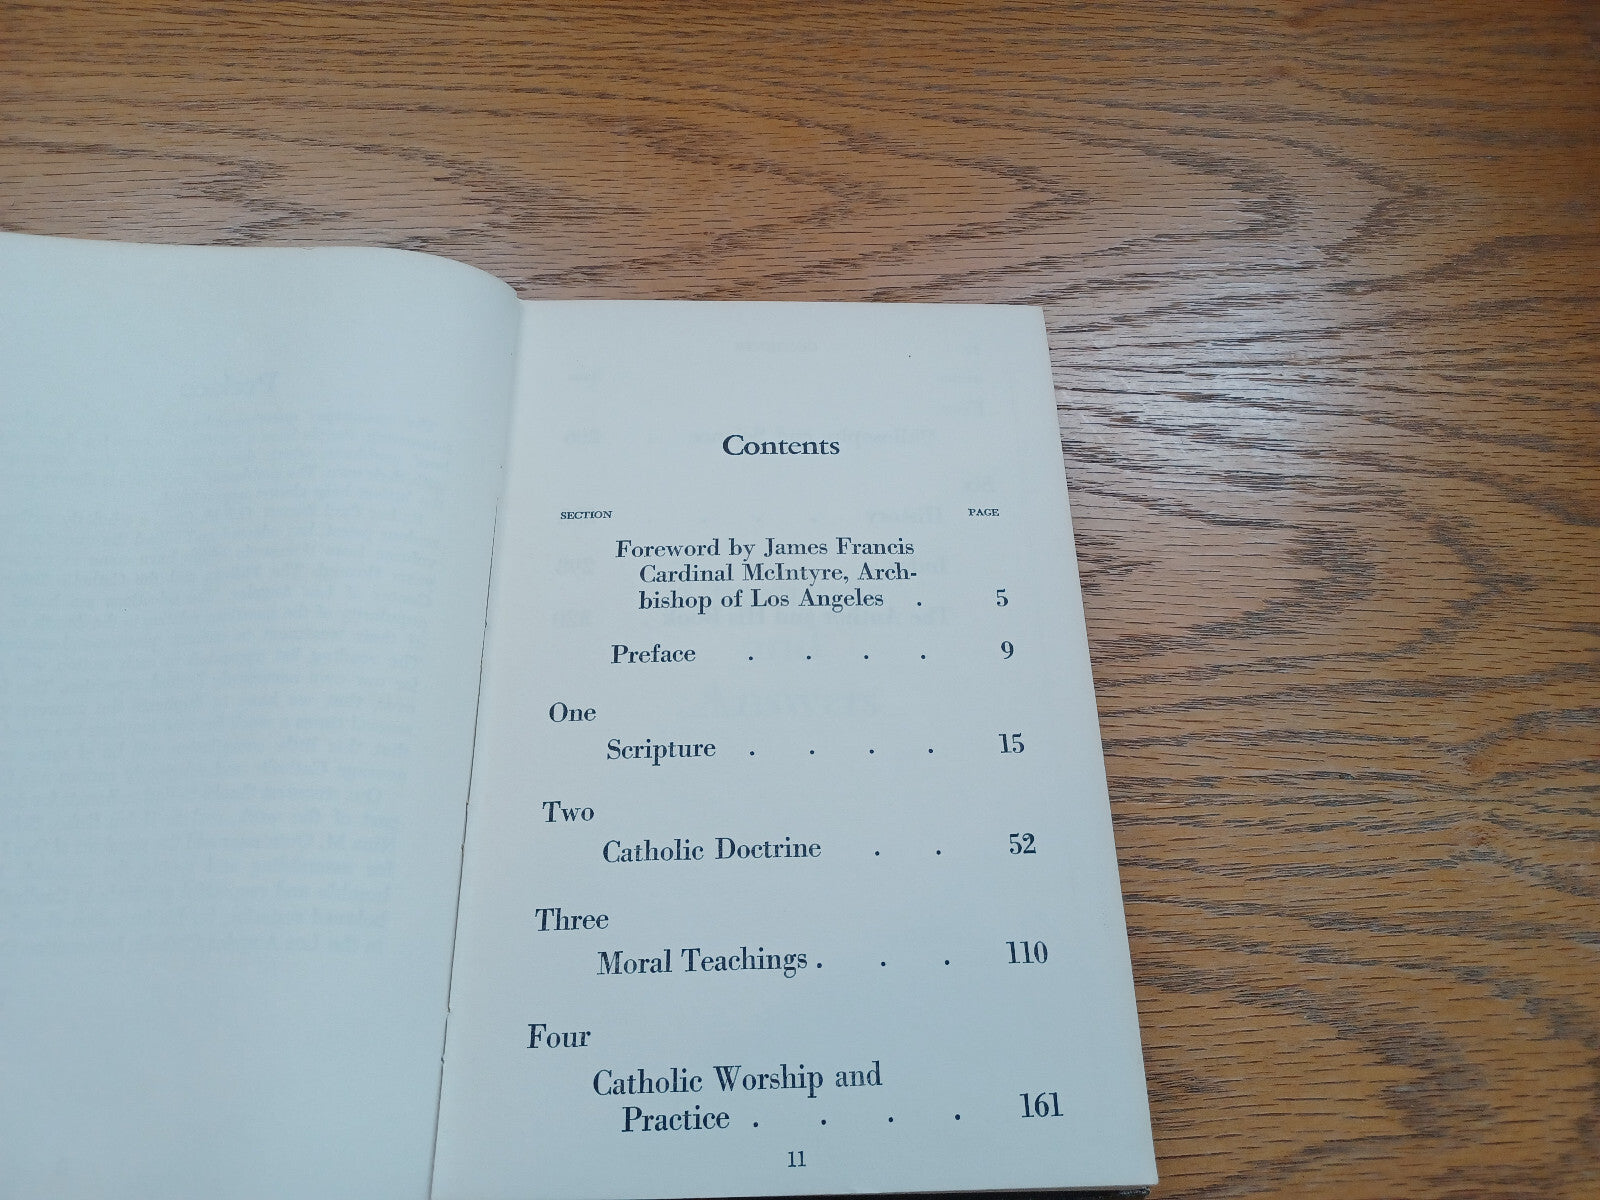 Contents
SECTION PAGE
Foreword by James Francis
Cardinal McIntyre, Arch-
bishop of Los Angeles . 5
Preface . . . . 9
One
Scripture . . . . 15
Two
Catholic Doctrine . . 52
Three
Moral Teachings . . . 110
Four
Catholic Worship and
Practice . . . . 161
11